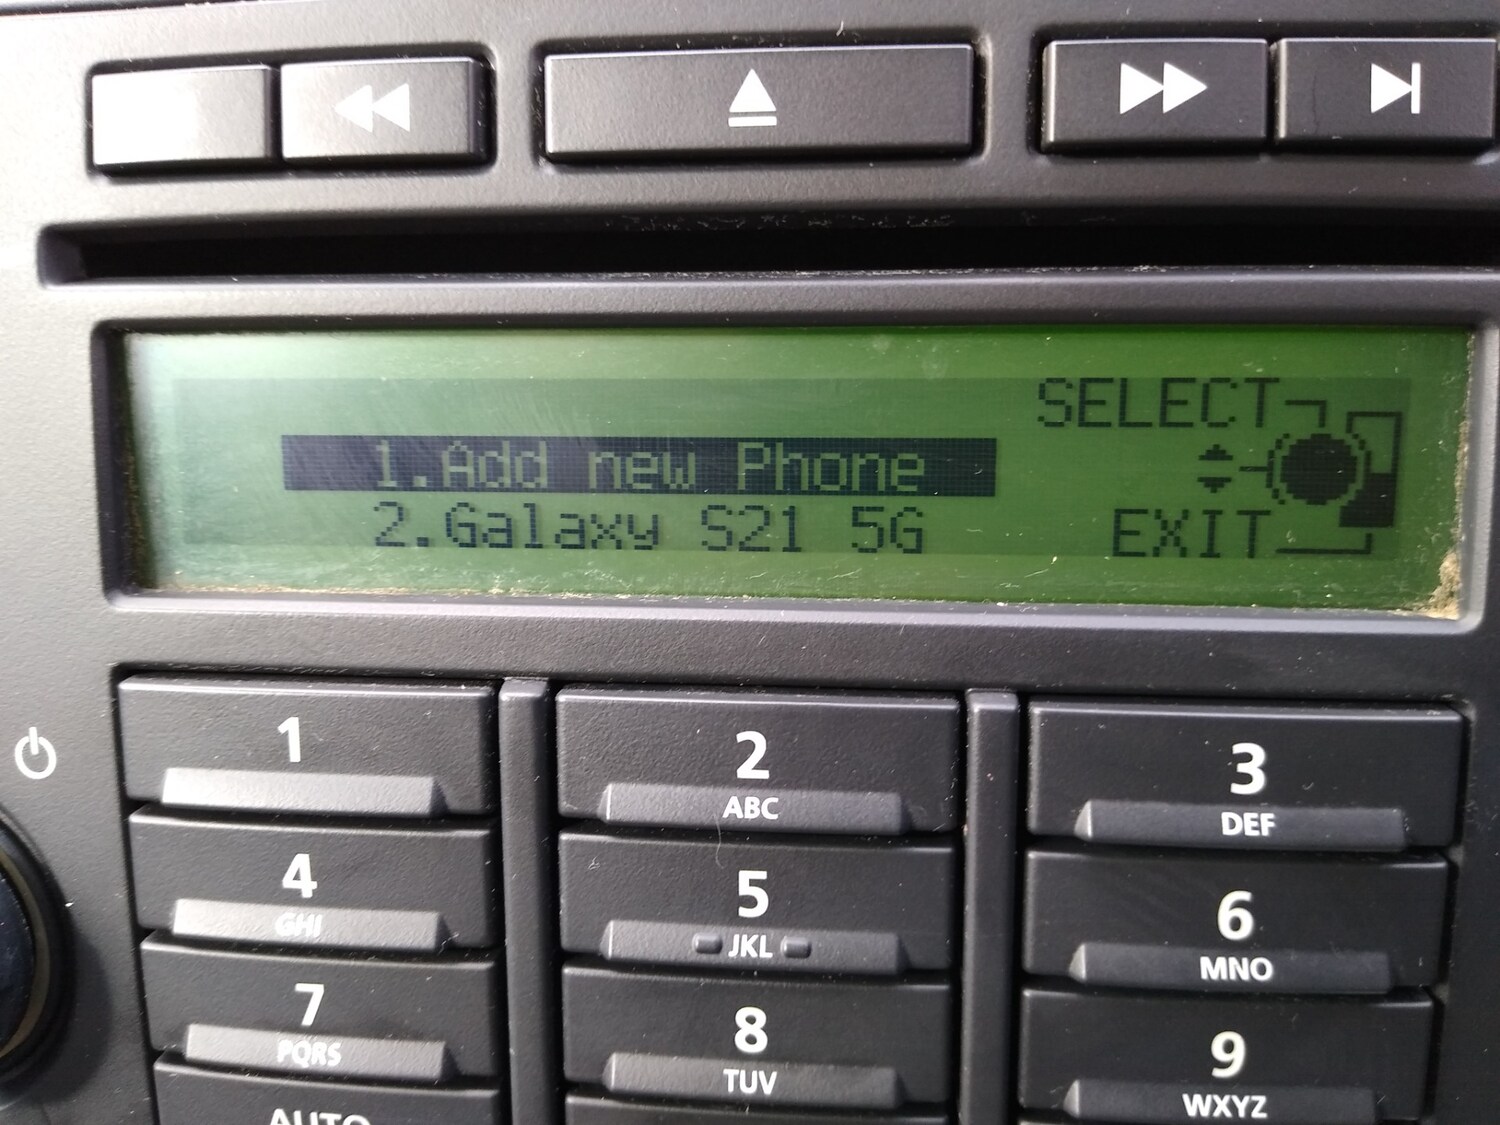 SELECT
1.Add new Phone
2.Galaxy S21 5G
EXIT
1
2
ABC
3
DEF
4
GHI
5
JKL
6
MNO
7
PQRS
8
TUV
9
WXYZ
AUTO